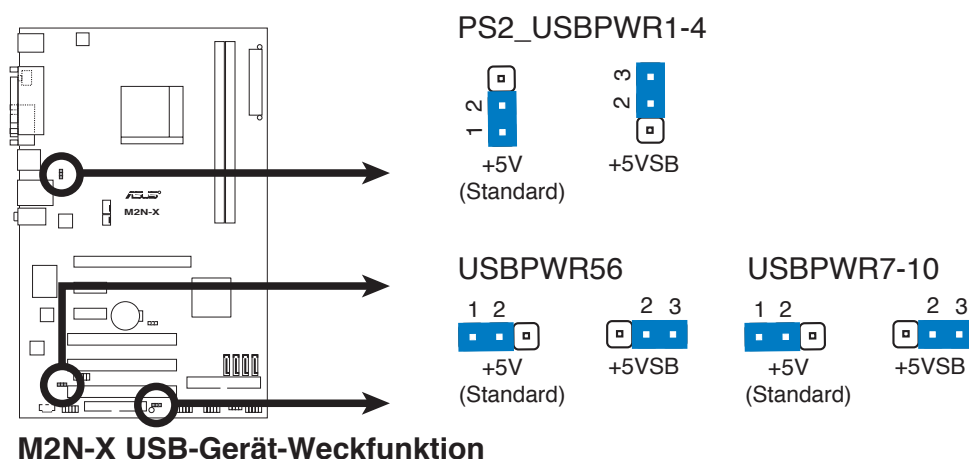 PS2_USBPWR1-4
2
1
3
2
+5V
(Standard)
+5VSB
ASUS
M2N-X
USBPWR56
USBPWR7-10
1 2
2 3
1 2
2 3
+5V
(Standard)
+5VSB
+5V
(Standard)
+5VSB
M2N-X USB-Gerät-Weckfunktion